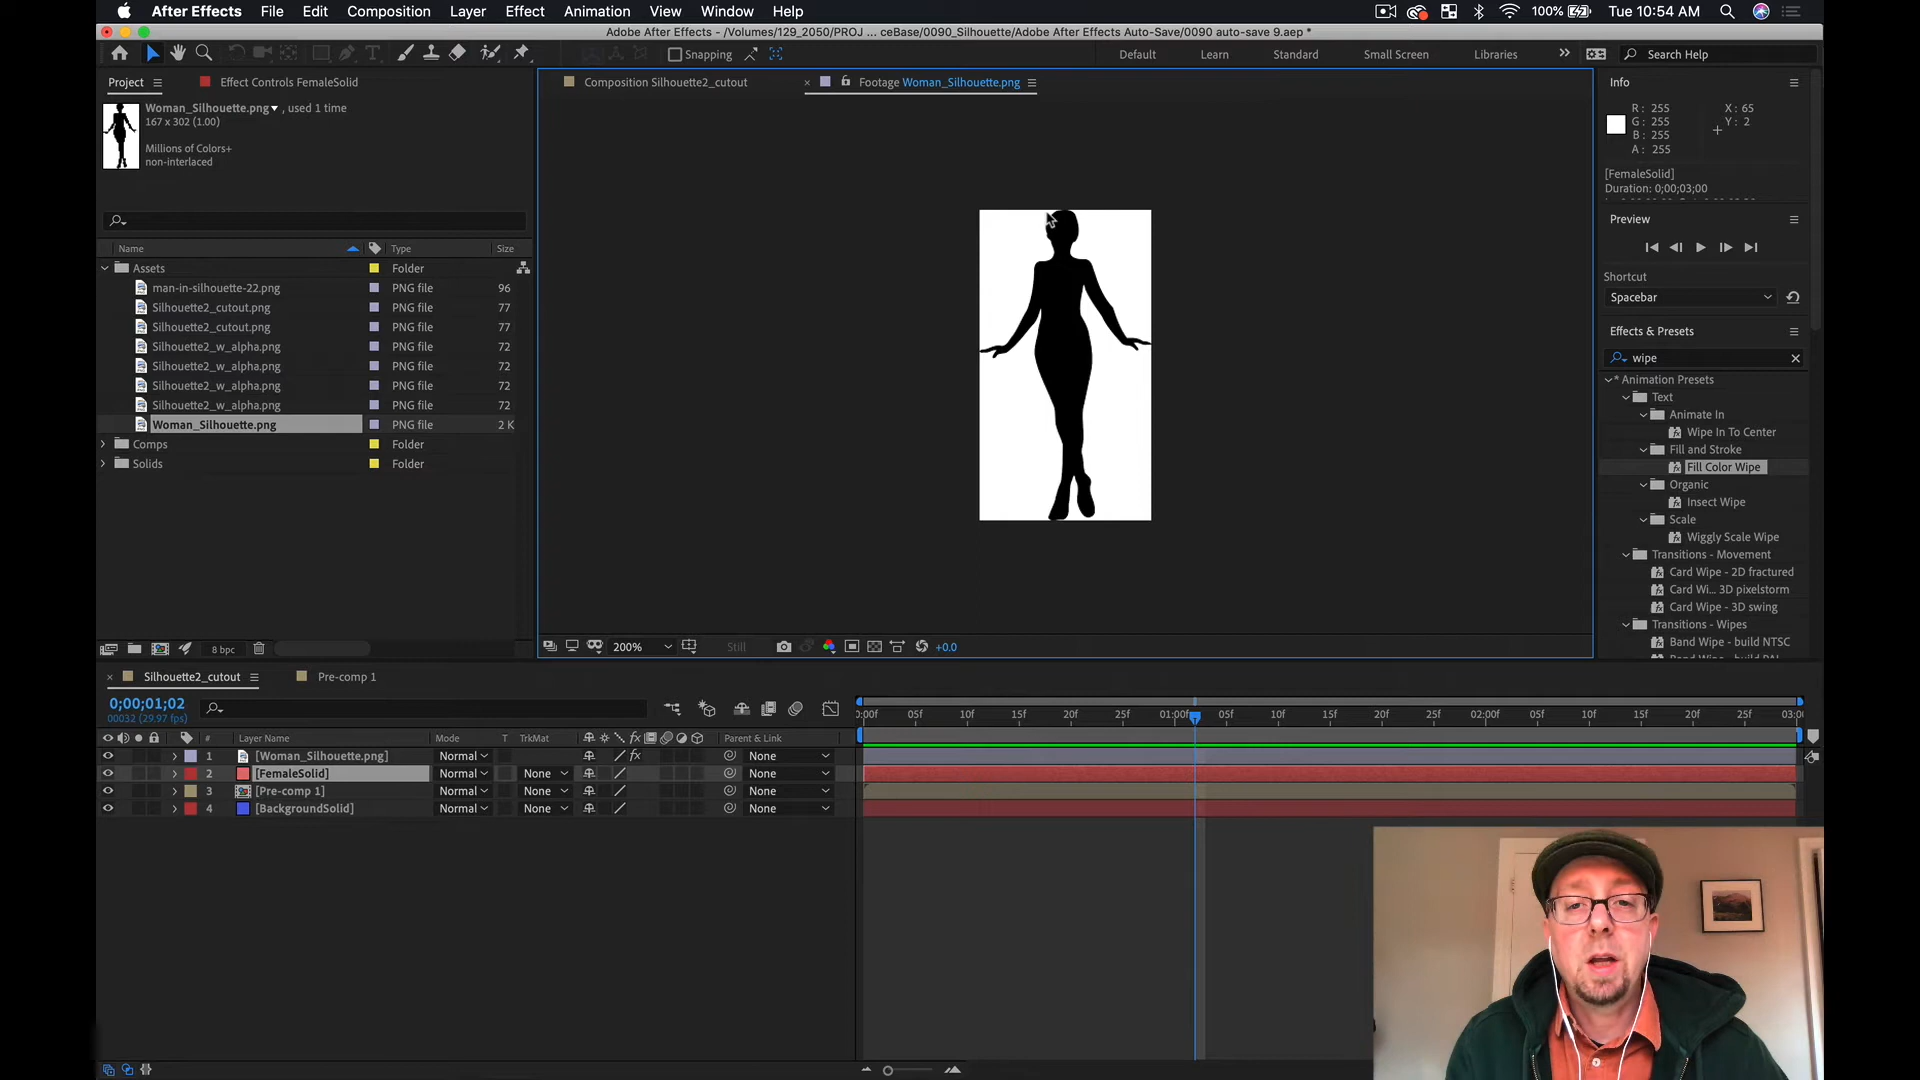 After Effects File Edit Composition Layer Effect Animation View Window Help 100% Tue 10:54 AM
Adobe After Effects - /Volumes/129_2050/PROJ ... ceBase/0090_Silhouette/Adobe After Effects Auto-Save/0090 auto-save 9.aep *
Snapping Default Learn Standard Small Screen Libraries Search Help
Project Effect Controls FemaleSolid
Composition Silhouette2_cutout
Footage Woman_Silhouette.png
Info
Woman_Silhouette.png , used 1 time
167 x 302 (1.00)
Millions of Colors+
non-interlaced
R: 255 X: 65
G: 255 Y: 2
B: 255
A: 255
[FemaleSolid]
Duration: 0;00;03;00
Preview
Shortcut
Spacebar
Effects & Presets
wipe
* Animation Presets
Text
Animate In
Wipe In To Center
Fill and Stroke
Fill Color Wipe
Organic
Insect Wipe
Scale
Wiggly Scale Wipe
Transitions - Movement
Card Wipe - 2D fractured
Card Wi... 3D pixelstorm
Card Wipe - 3D swing
Transitions - Wipes
Band Wipe - build NTSC
Name Type Size
Assets Folder
man-in-silhouette-22.png PNG file 96
Silhouette2_cutout.png PNG file 77
Silhouette2_cutout.png PNG file 77
Silhouette2_w_alpha.png PNG file 72
Silhouette2_w_alpha.png PNG file 72
Silhouette2_w_alpha.png PNG file 72
Silhouette2_w_alpha.png PNG file 72
Woman_Silhouette.png PNG file 2 K
Comps Folder
Solids Folder
8 bpc
200% Still +0.0
Silhouette2_cutout Pre-comp 1
0;00;01;02
00032 (29.97 fps)
:00f 05f 10f 15f 20f 25f 01:00f 05f 10f 15f 20f 25f 02:00f 05f 10f 15f 20f 25f 03:00
# Layer Name Mode T TrkMat Parent & Link
1 [Woman_Silhouette.png] Normal None
2 [FemaleSolid] Normal None None
3 [Pre-comp 1] Normal None None
4 [BackgroundSolid] Normal None None